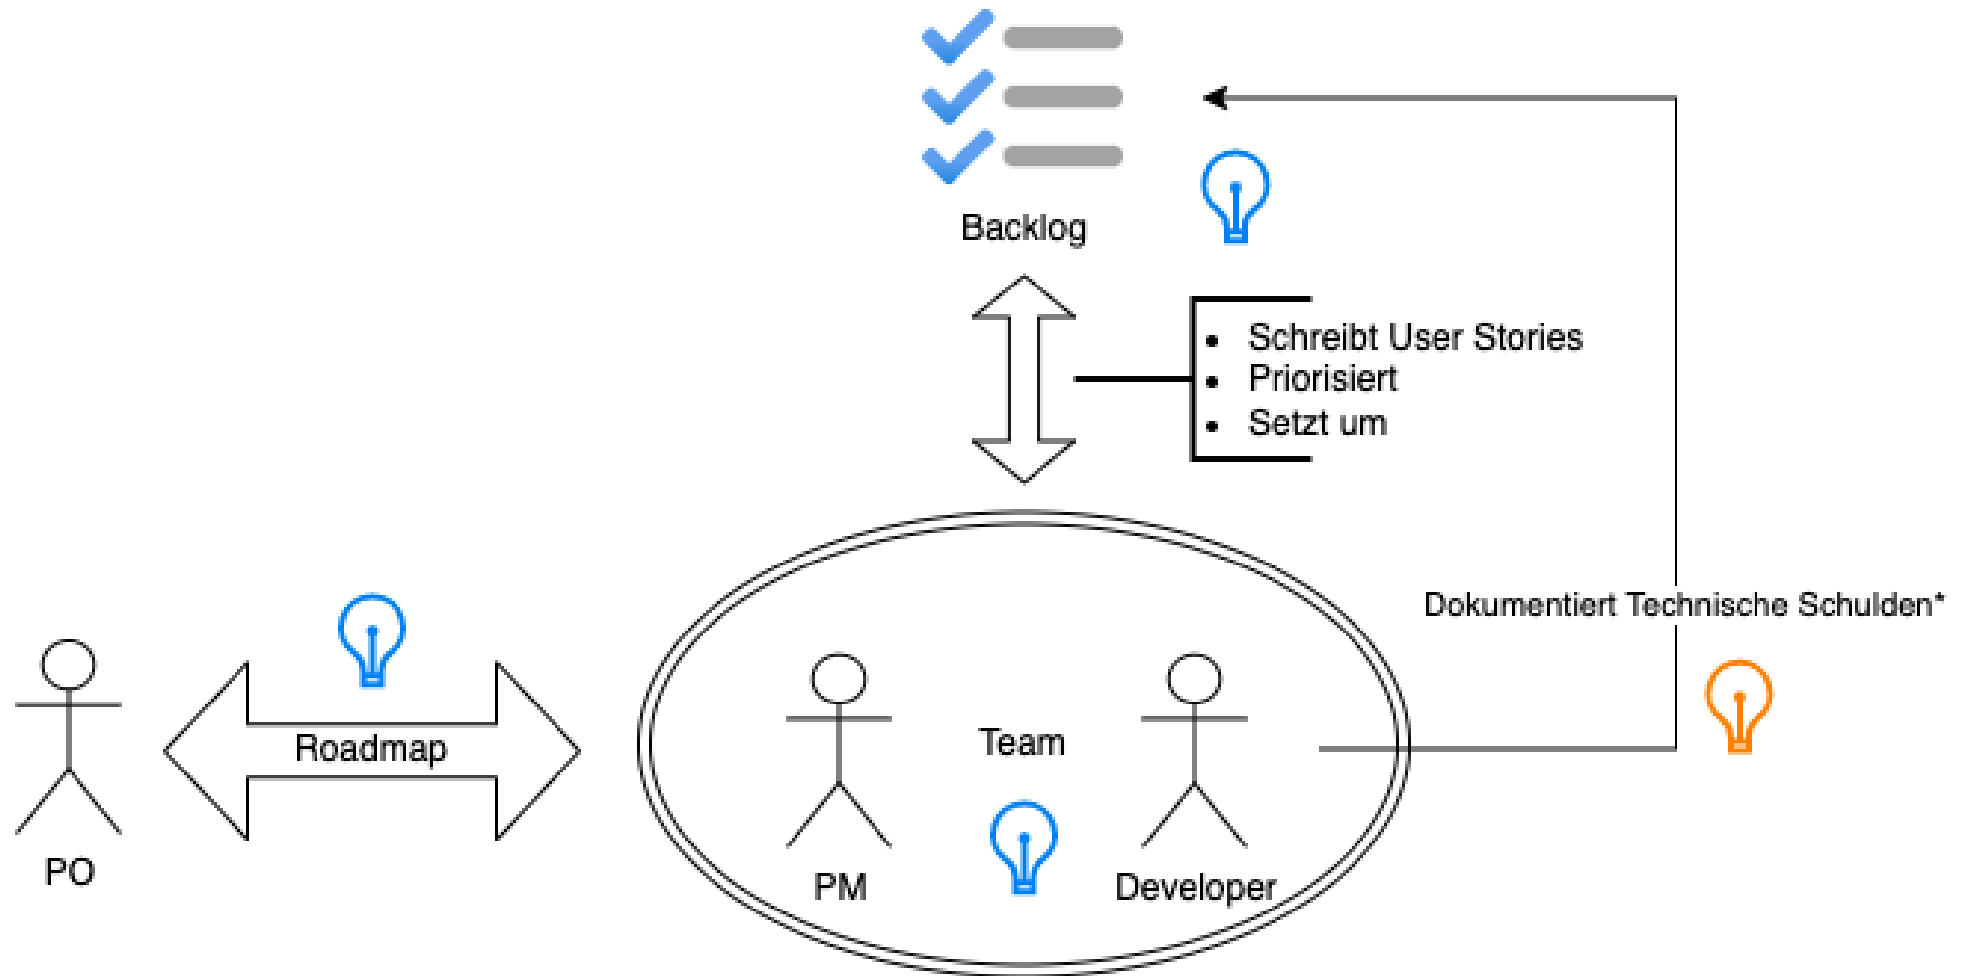 Backlog
• Schreibt User Stories
• Priorisiert
• Setzt um
Dokumentiert Technische Schulden*
Roadmap
Team
PO
PM
Developer